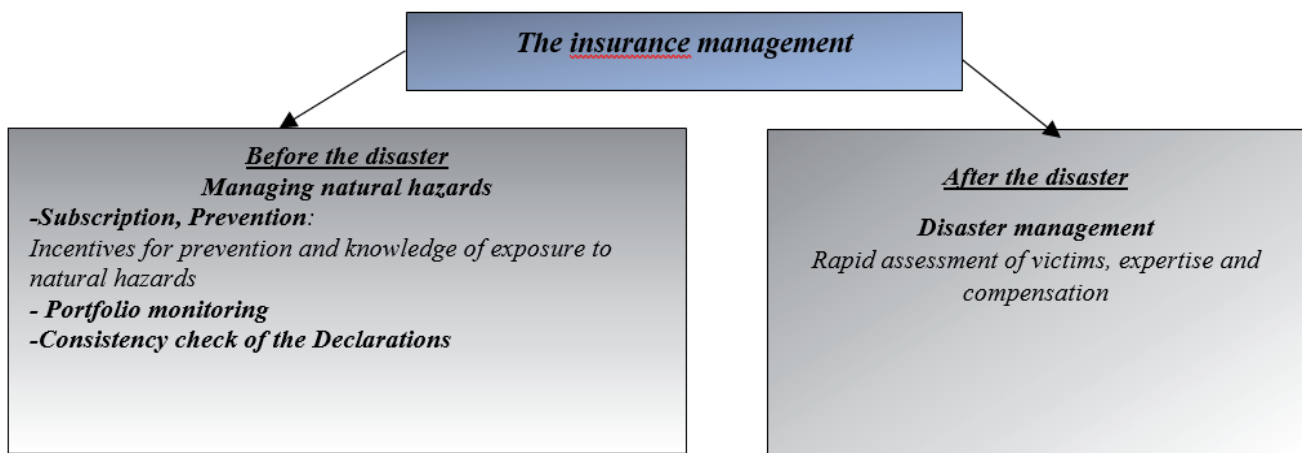 The insurance management
Before the disaster
Managing natural hazards
-Subscription, Prevention:
Incentives for prevention and knowledge of exposure to
natural hazards
- Portfolio monitoring
-Consistency check of the Declarations
After the disaster
Disaster management
Rapid assessment of victims, expertise and
compensation